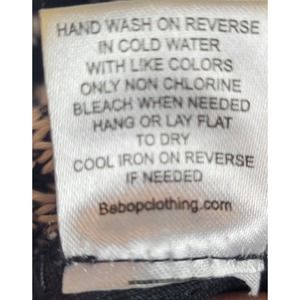 HAND WASH ON REVERSE
IN COLD WATER
WITH LIKE COLORS
ONLY NON CHLORINE
BLEACH WHEN NEEDED
HANG OR LAY FLAT
TO DRY
COOL IRON ON REVERSE
IF NEEDED
Bebopclothing.com